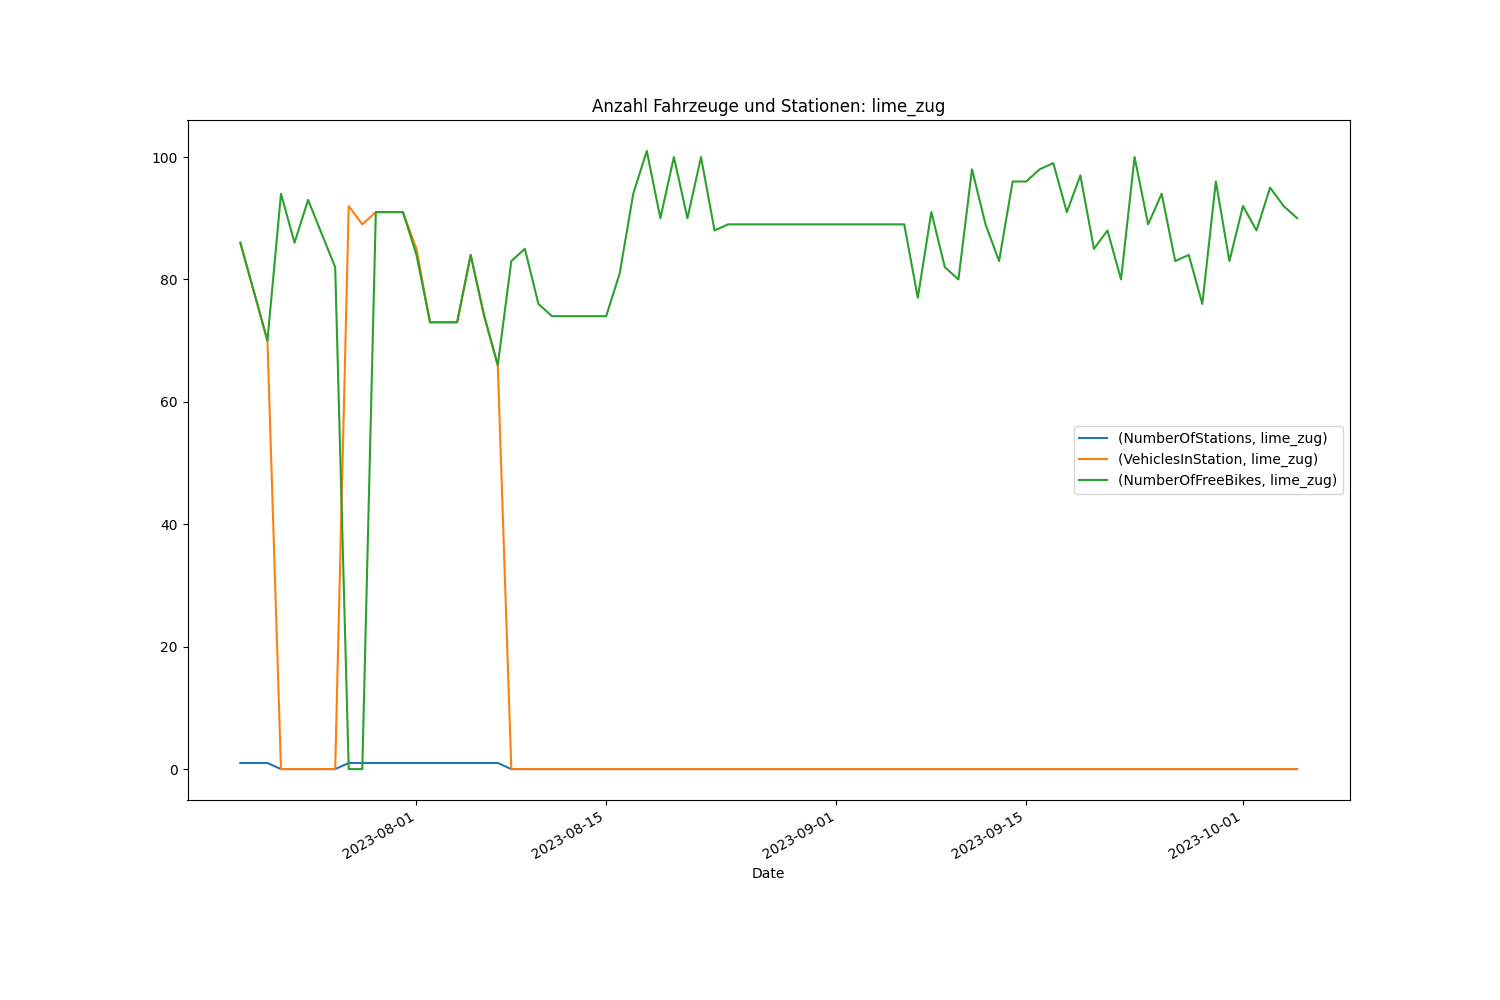 Anzahl Fahrzeuge und Stationen: lime_zug
100
80
60
40
20
0
(NumberOfStations, lime_zug)
(VehiclesInStation, lime_zug)
(NumberOfFreeBikes, lime_zug)
2023-08-01
2023-08-15
2023-09-01
2023-09-15
2023-10-01
Date